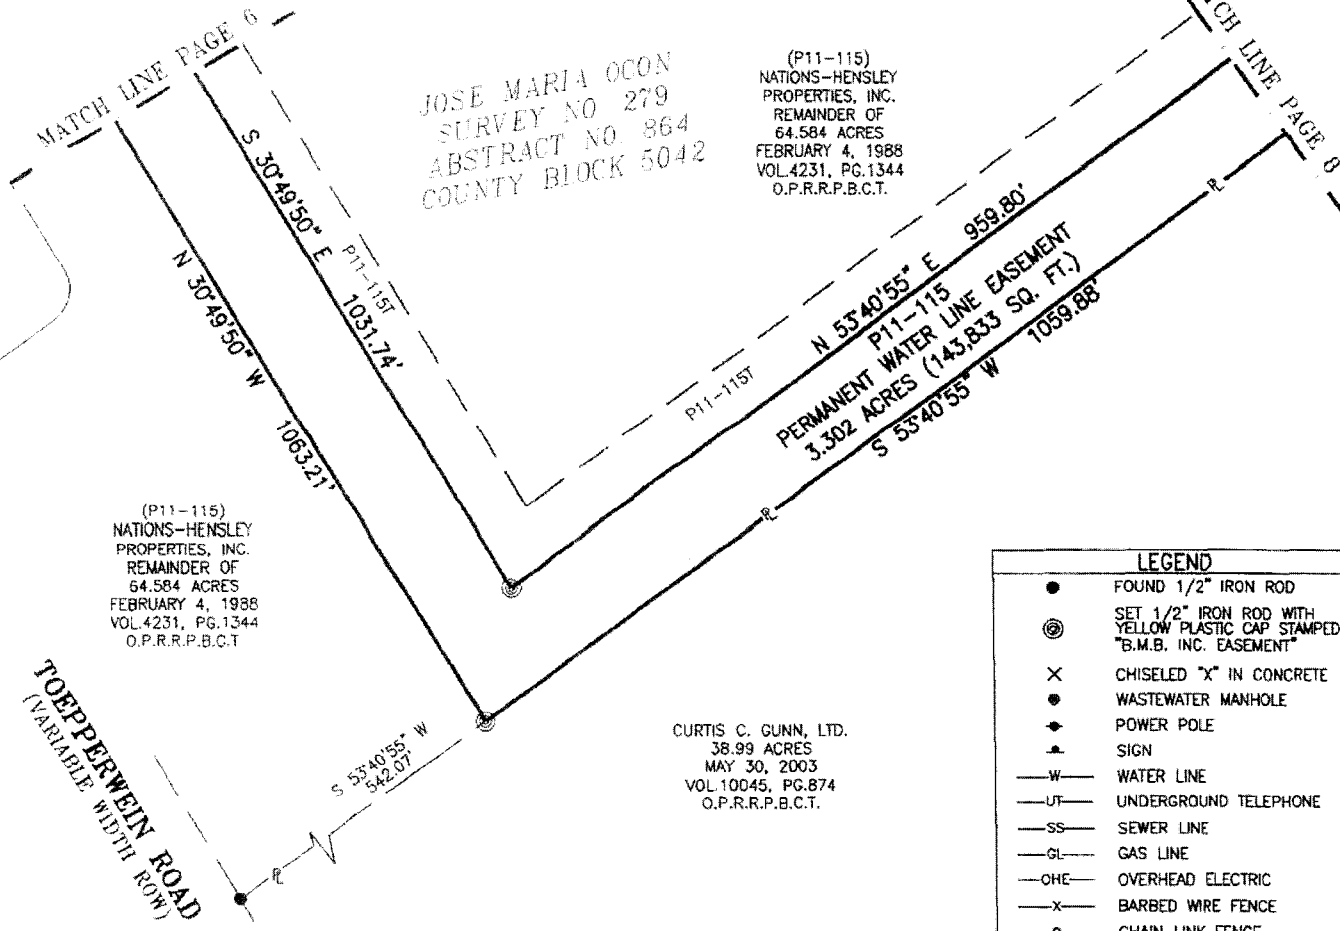 MATCH LINE PAGE 6
JOSE MARIA OCON
SURVEY NO 279
ABSTRACT NO. 864
COUNTY BLOCK 5042
(P11-115)
NATIONS-HENSLEY
PROPERTIES, INC.
REMAINDER OF
64.584 ACRES
FEBRUARY 4, 1988
VOL.4231, PG.1344
O.P.R.R.P.B.C.T.
TCH LINE PAGE 8
S 30°49'50" E
1031.74'
P11-115T
N 30°49'50" W
1063.21'
N 53°40'55" E 959.80'
P11-115
PERMANENT WATER LINE EASEMENT
3.302 ACRES (143,833 SQ. FT.)
S 53°40'55" W 1059.88'
P11-115T
PL
PL
(P11-115)
NATIONS-HENSLEY
PROPERTIES, INC.
REMAINDER OF
64.584 ACRES
FEBRUARY 4, 1988
VOL.4231, PG.1344
O.P.R.R.P.B.C.T
TOEPPERWEIN ROAD
(VARIABLE WIDTH ROW)
S 53°40'55" W
542.07'
PL
CURTIS C. GUNN, LTD.
38.99 ACRES
MAY 30, 2003
VOL.10045, PG.874
O.P.R.R.P.B.C.T.
LEGEND
FOUND 1/2" IRON ROD
SET 1/2" IRON ROD WITH
YELLOW PLASTIC CAP STAMPED
"B.M.B. INC. EASEMENT"
CHISELED "X" IN CONCRETE
WASTEWATER MANHOLE
POWER POLE
SIGN
W WATER LINE
UT UNDERGROUND TELEPHONE
SS SEWER LINE
GL GAS LINE
OHE OVERHEAD ELECTRIC
X BARBED WIRE FENCE
CHAIN LINK FENCE